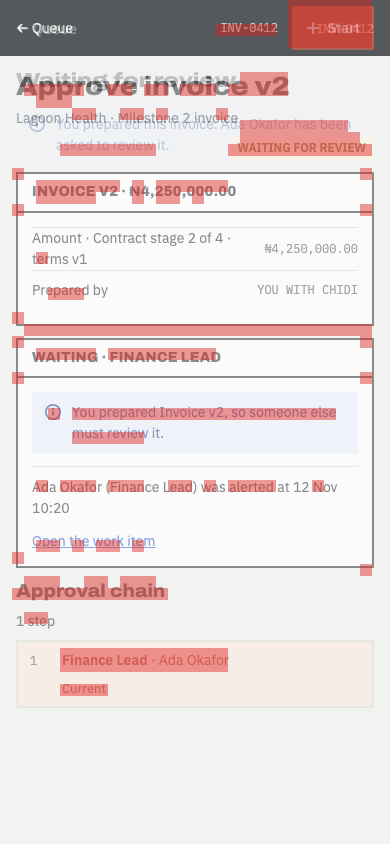 ← Queue
INV-0412
+ Start
Waiting for review
Approve invoice v2
Lagoon Health · Milestone 2 invoice
You prepared this invoice. Ada Okafor has been
asked to review it.
WAITING FOR REVIEW
INVOICE V2 · ₦4,250,000.00
Amount · Contract stage 2 of 4 ·
terms v1
₦4,250,000.00
Prepared by
YOU WITH CHIDI
WAITING · FINANCE LEAD
You prepared Invoice v2, so someone else
must review it.
Ada Okafor (Finance Lead) was alerted at 12 Nov
10:20
Open the work item
Approval chain
1 step
1
Finance Lead · Ada Okafor
Current